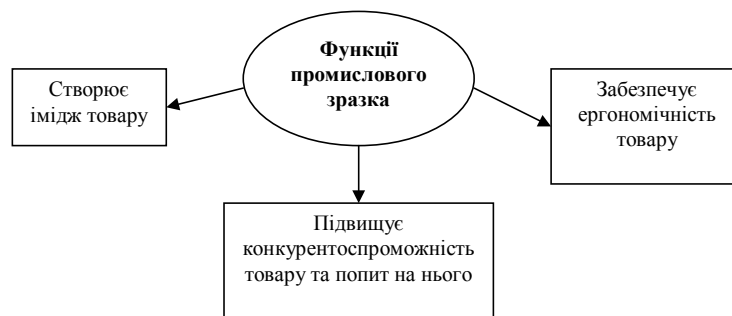 Функції
промислового
зразка
Створює
імідж товару
Забезпечує
ергономічність
товару
Підвищує
конкурентоспроможність
товару та попит на нього